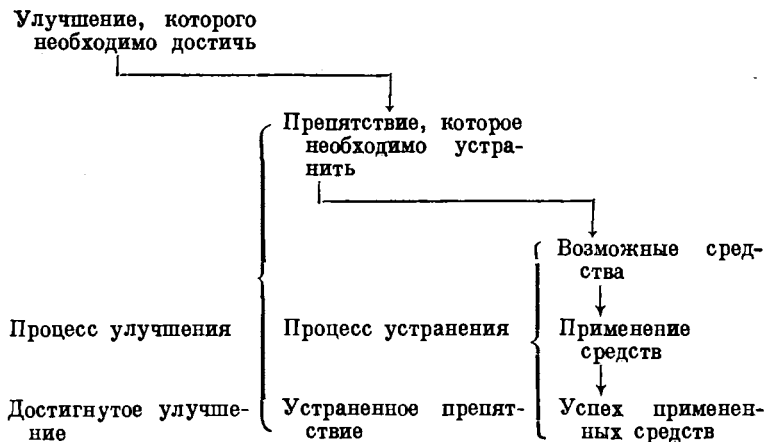 Улучшение, которого
необходимо достичь
Препятствие, которое
необходимо устра-
нить
Возможные сред-
ства
Процесс улучшения
Процесс устранения
Применение
средств
Достигнутое улучше-
ние
Устраненное препят-
ствие
Успех применен-
ных средств